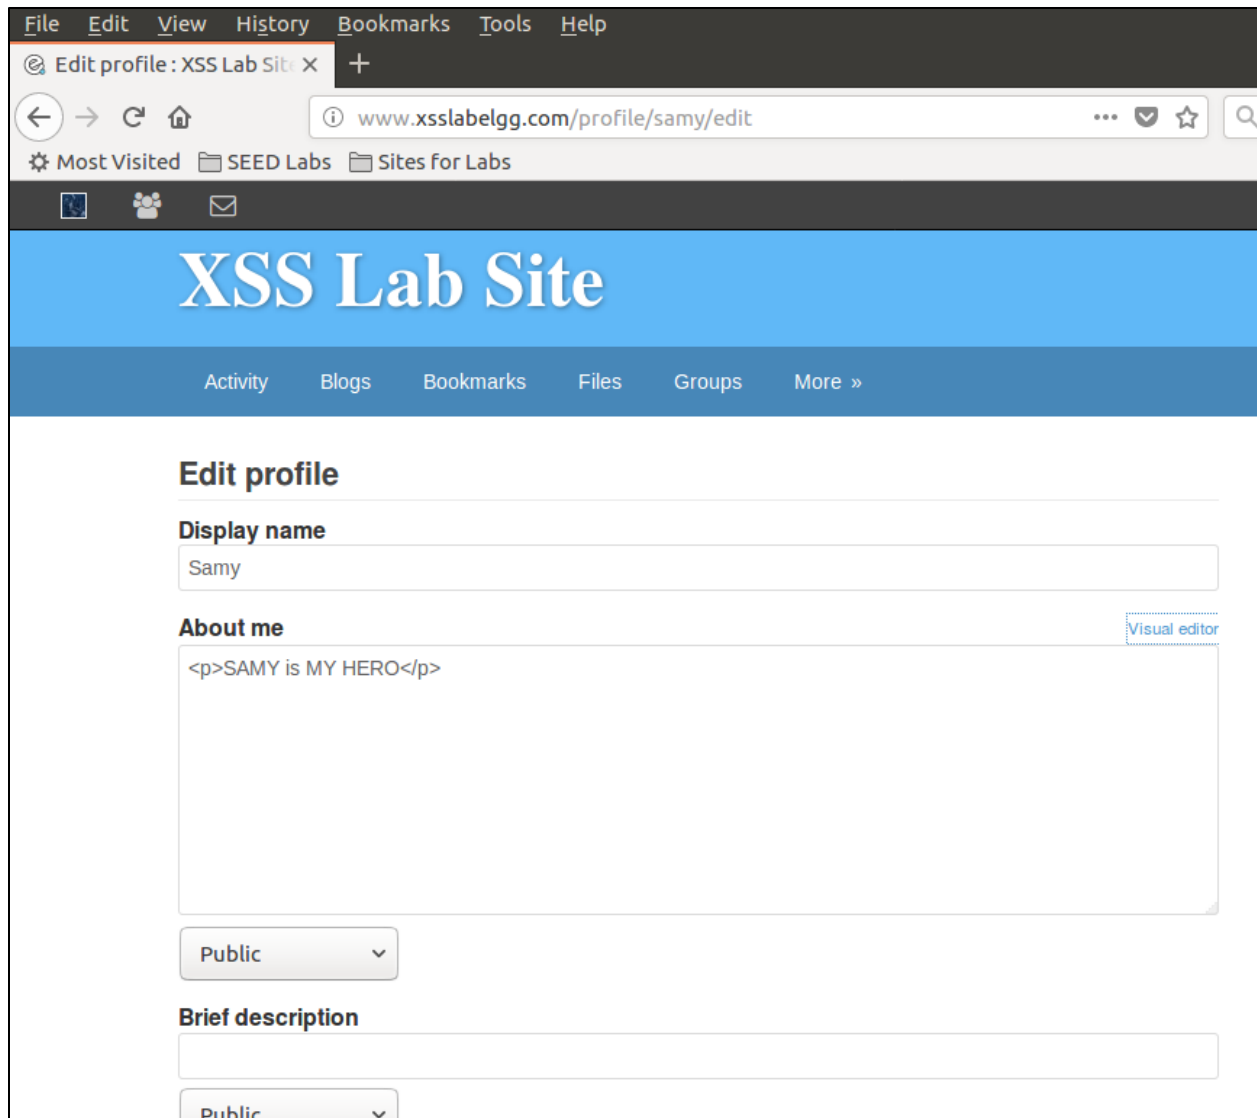 File Edit View History Bookmarks Tools Help
Edit profile : XSS Lab Site
www.xsslabelgg.com/profile/samy/edit
Most Visited SEED Labs Sites for Labs
XSS Lab Site
Activity Blogs Bookmarks Files Groups More »
Edit profile
Display name
Samy
About me Visual editor
<p>SAMY is MY HERO</p>
Public
Brief description
Public